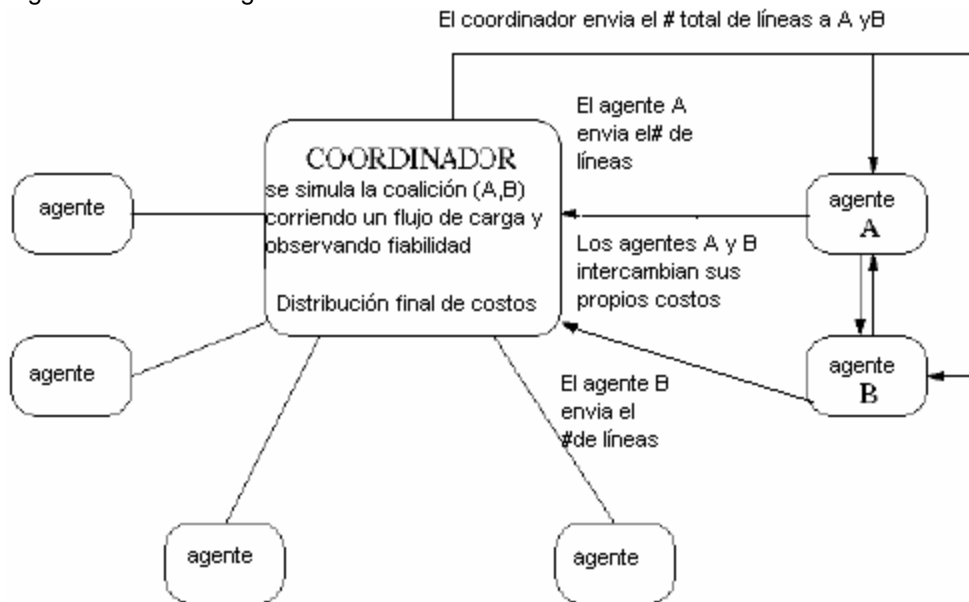 El coordinador envia el # total de líneas a A yB
El agente A
envia el# de
líneas
COORDINADOR
se simula la coalición (A,B)
corriendo un flujo de carga y
observando fiabilidad
Distribución final de costos
agente
agente
A
Los agentes A y B
intercambian sus
propios costos
agente
agente
B
El agente B
envia el
#de líneas
agente
agente